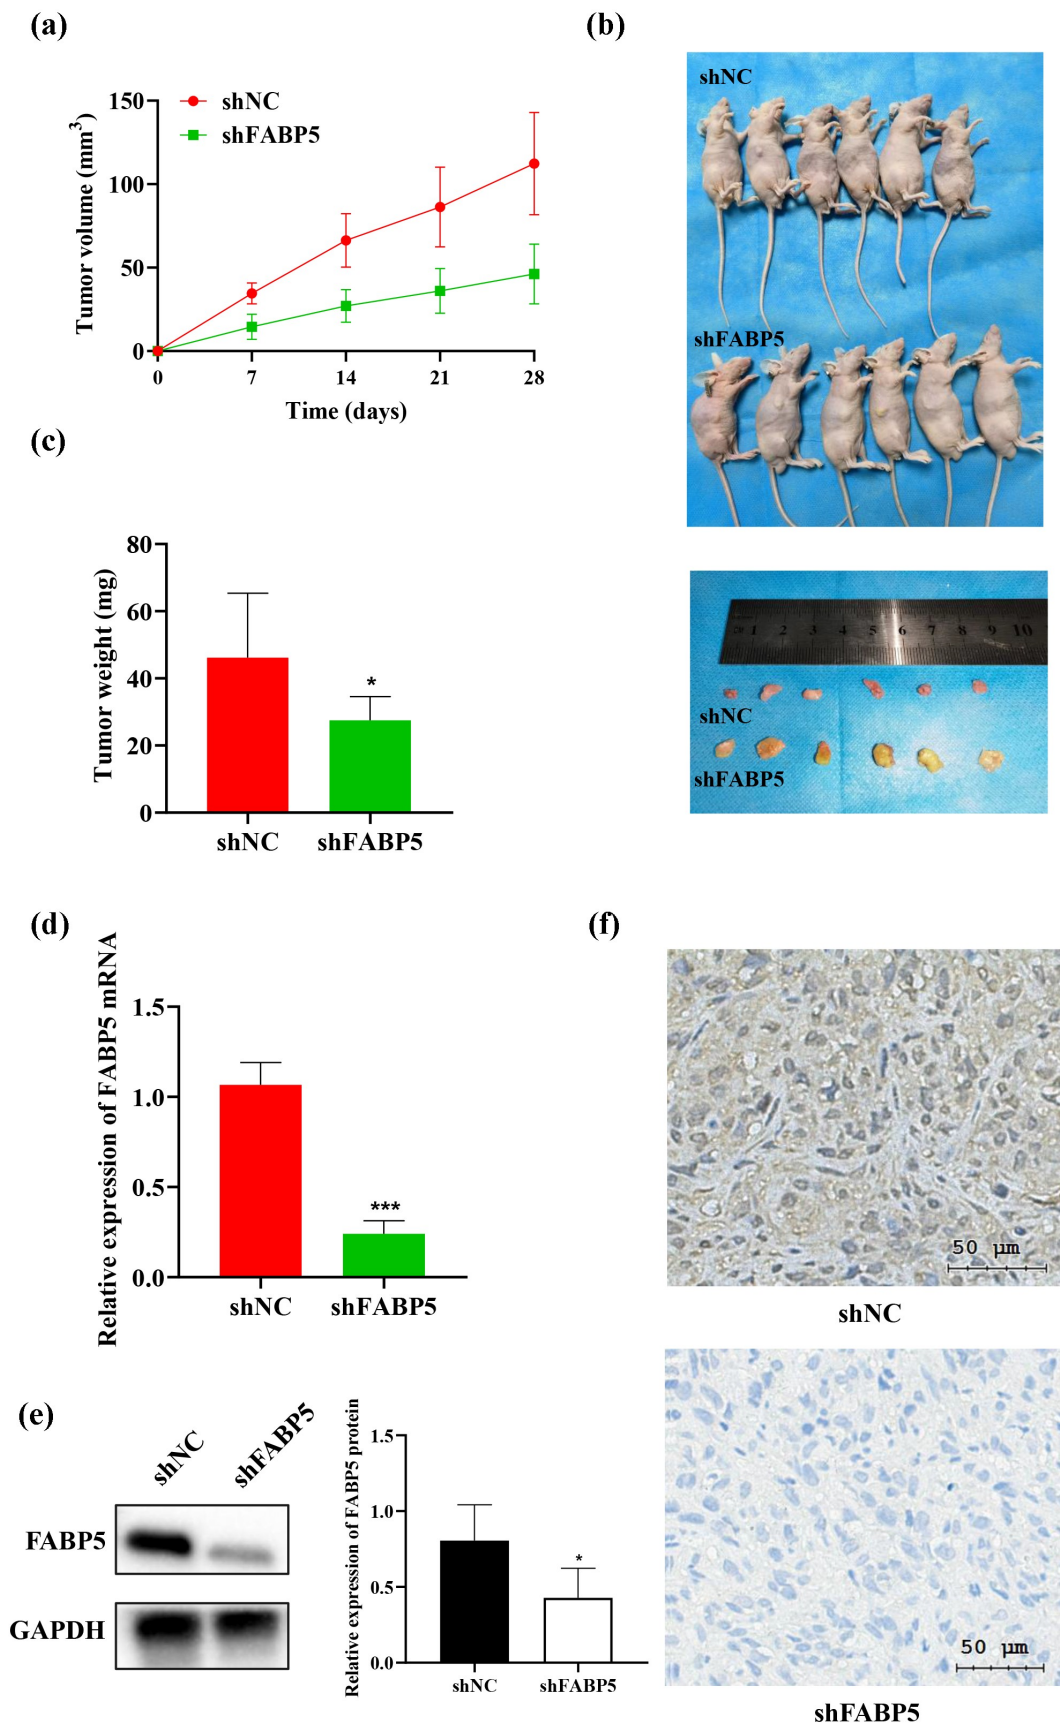 (a)
shNC
shFABP5
Tumor volume (mm³)
150
100
50
0
0 7 14 21 28
Time (days)
(b)
shNC
shFABP5
1 2 3 4 5 6 7 8 9 10
shNC
shFABP5
(c)
Tumor weight (mg)
80
60
40
20
0
*
shNC shFABP5
(d)
Relative expression of FABP5 mRNA
1.5
1.0
0.5
0.0
***
shNC shFABP5
(e)
shNC shFABP5
FABP5
GAPDH
Relative expression of FABP5 protein
1.5
1.0
0.5
0.0
*
shNC shFABP5
(f)
50 µm
shNC
50 µm
shFABP5